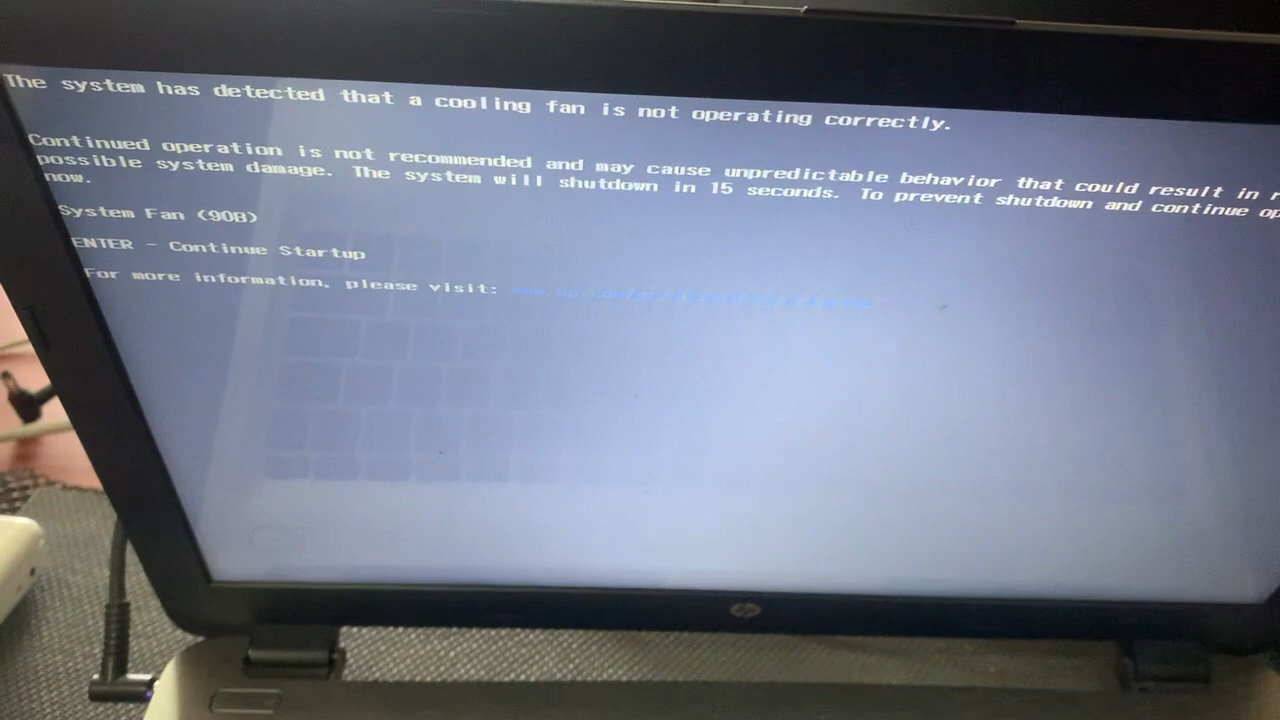 The system has detected that a cooling fan is not operating correctly.
Continued operation is not recommended and may cause unpredictable behavior that could result in
possible system damage. The system will shutdown in 15 seconds. To prevent shutdown and continue
now.
System Fan (90B)
ENTER - Continue Startup
For more information, please visit:
hp